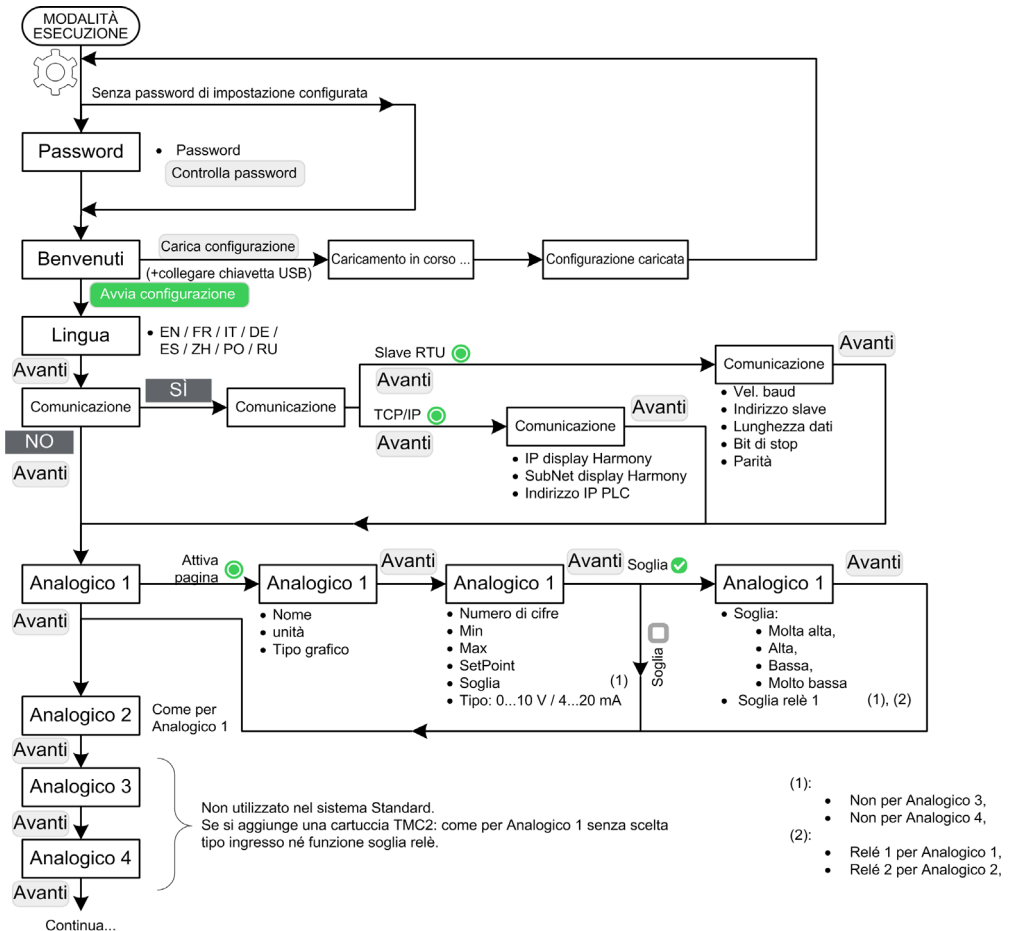 MODALITÀ
ESECUZIONE
Senza password di impostazione configurata
Password
• Password
Controlla password
Benvenuti
Carica configurazione
(+collegare chiavetta USB)
Caricamento in corso ...
Configurazione caricata
Avvia configurazione
Lingua
• EN / FR / IT / DE /
ES / ZH / PO / RU
Avanti
Comunicazione
SÌ
Comunicazione
Slave RTU
Avanti
Comunicazione
Avanti
• Vel. baud
• Indirizzo slave
• Lunghezza dati
• Bit di stop
• Parità
TCP/IP
Avanti
Comunicazione
Avanti
• IP display Harmony
• SubNet display Harmony
• Indirizzo IP PLC
NO
Avanti
Analogico 1
Attiva
pagina
Analogico 1
• Nome
• unità
• Tipo grafico
Avanti
Analogico 1
• Numero di cifre
• Min
• Max
• SetPoint
• Soglia
(1)
• Tipo: 0...10 V / 4...20 mA
Avanti
Soglia
Soglia
Analogico 1
Avanti
• Soglia:
• Molta alta,
• Alta,
• Bassa,
• Molto bassa
• Soglia relè 1
(1), (2)
Avanti
Analogico 2
Come per
Analogico 1
Avanti
Analogico 3
Avanti
Analogico 4
Avanti
Continua...
Non utilizzato nel sistema Standard.
Se si aggiunge una cartuccia TMC2: come per Analogico 1 senza scelta
tipo ingresso né funzione soglia relè.
(1):
• Non per Analogico 3,
• Non per Analogico 4,
(2):
• Relé 1 per Analogico 1,
• Relé 2 per Analogico 2,